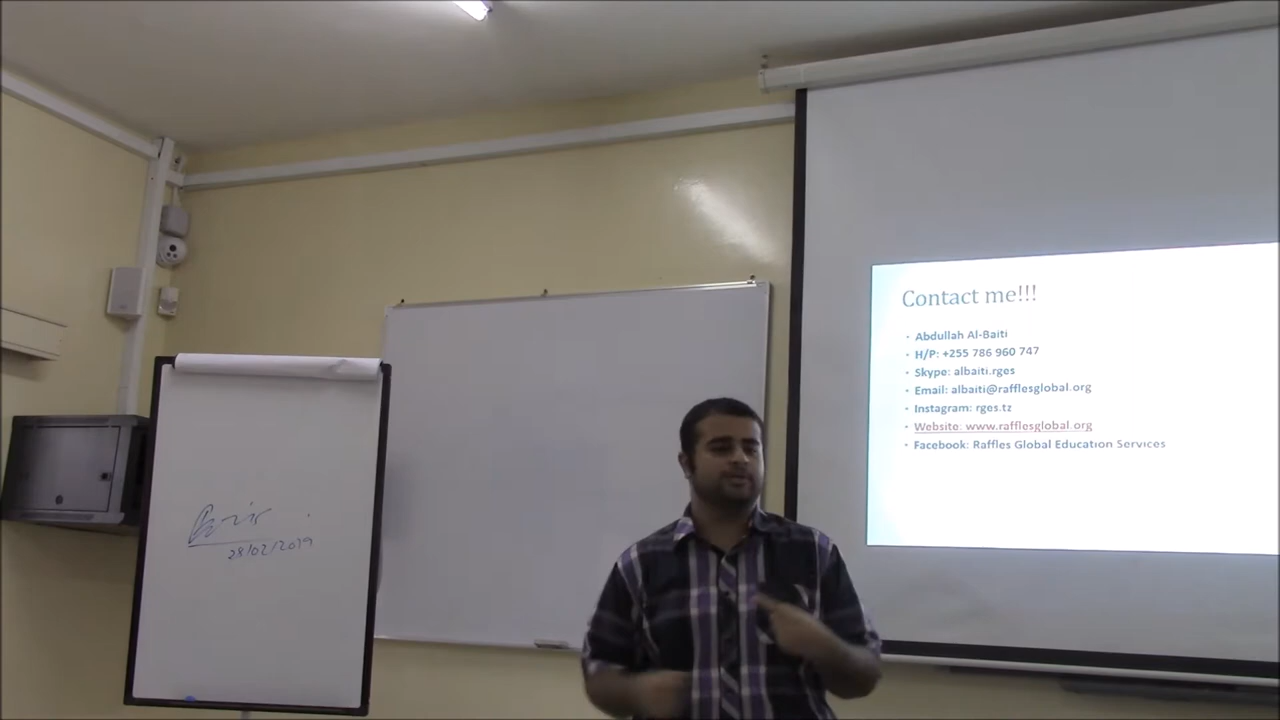 28/02/2019
Contact me!!!
• Abdullah Al-Baiti
• H/P: +255 786 960 747
• Skype: albaiti.rges
• Email: albaiti@rafflesglobal.org
• Instagram: rges.tz
• Website: www.rafflesglobal.org
• Facebook: Raffles Global Education Services